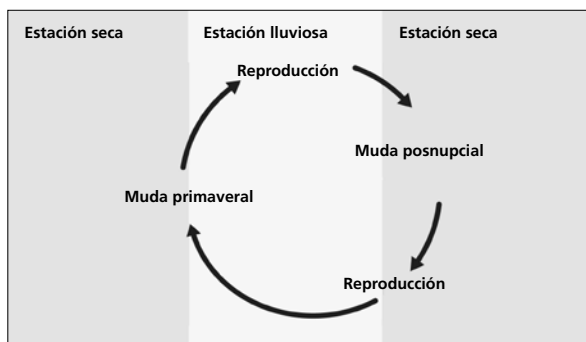 Estación seca
Estación lluviosa
Estación seca
Reproducción
Muda posnupcial
Muda primaveral
Reproducción